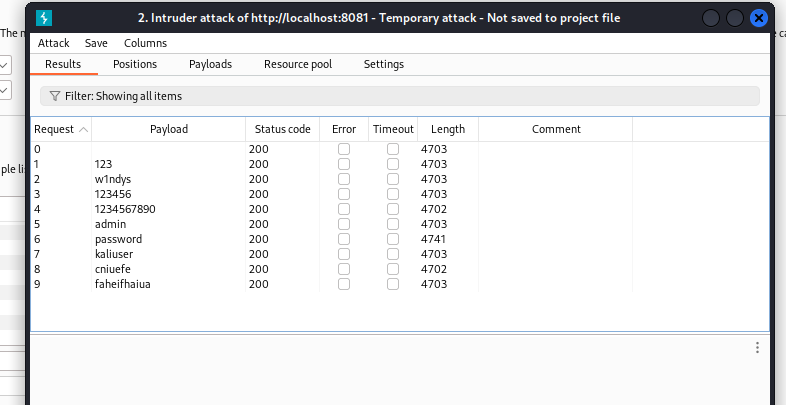 2. Intruder attack of http://localhost:8081 - Temporary attack - Not saved to project file
The
Attack Save Columns
Results Positions Payloads Resource pool Settings
Filter: Showing all items
Request Payload Status code Error Timeout Length Comment
0 200 4703
1 123 200 4703
2 w1ndys 200 4703
3 123456 200 4703
4 1234567890 200 4702
5 admin 200 4703
6 password 200 4741
7 kaliuser 200 4703
8 cniuefe 200 4702
9 faheifhaiua 200 4703